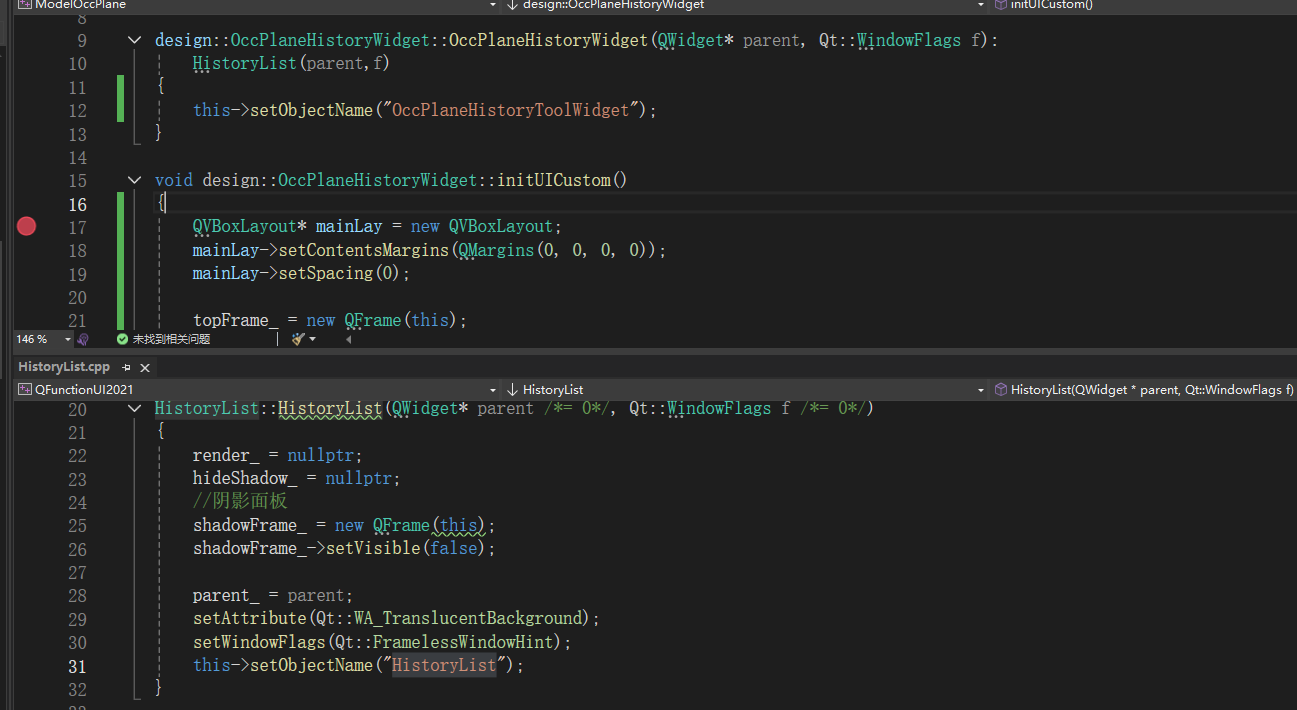 ModelOccPlane design::OccPlaneHistoryWidget initUICustom()
8
9 design::OccPlaneHistoryWidget::OccPlaneHistoryWidget(QWidget* parent, Qt::WindowFlags f):
10 HistoryList(parent,f)
11 {
12 this->setObjectName("OccPlaneHistoryToolWidget");
13 }
14
15 void design::OccPlaneHistoryWidget::initUICustom()
16 {
17 QVBoxLayout* mainLay = new QVBoxLayout;
18 mainLay->setContentsMargins(QMargins(0, 0, 0, 0));
19 mainLay->setSpacing(0);
20
21 topFrame_ = new QFrame(this);
146 % 未找到相关问题
HistoryList.cpp
QFunctionUI2021 HistoryList HistoryList(QWidget * parent, Qt::WindowFlags f)
20 HistoryList::HistoryList(QWidget* parent /*= 0*/, Qt::WindowFlags f /*= 0*/)
21 {
22 render_ = nullptr;
23 hideShadow_ = nullptr;
24 //阴影面板
25 shadowFrame_ = new QFrame(this);
26 shadowFrame_->setVisible(false);
27
28 parent_ = parent;
29 setAttribute(Qt::WA_TranslucentBackground);
30 setWindowFlags(Qt::FramelessWindowHint);
31 this->setObjectName("HistoryList");
32 }